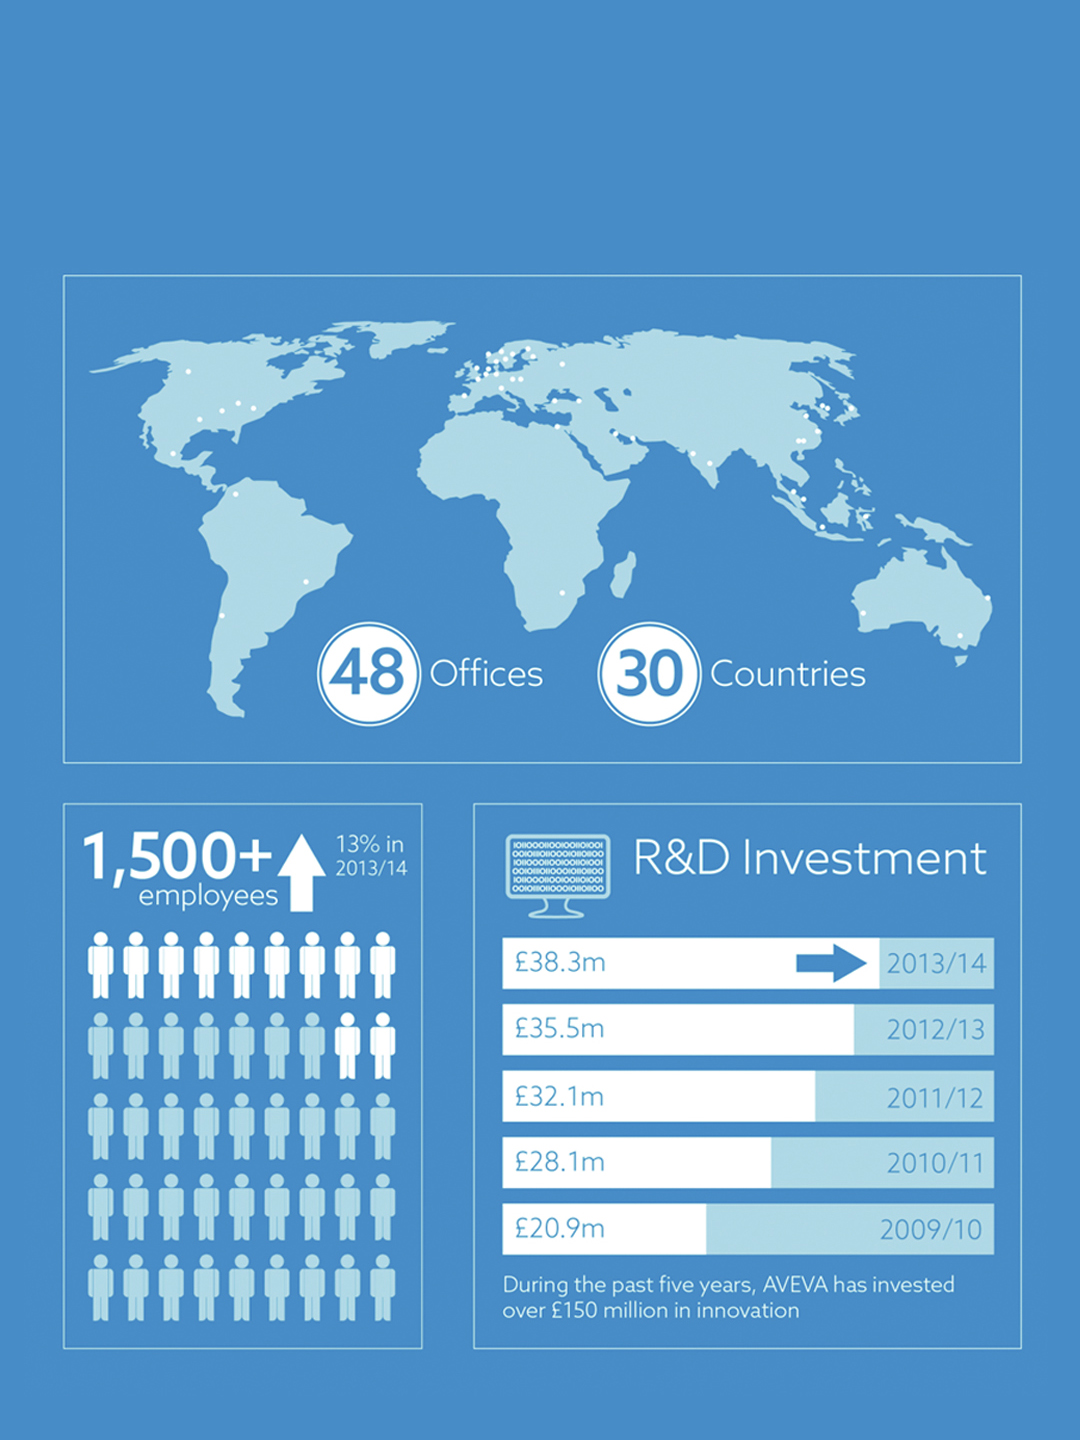 48 Offices
30 Countries
1,500+
employees
13% in
2013/14
R&D Investment
£38.3m 2013/14
£35.5m 2012/13
£32.1m 2011/12
£28.1m 2010/11
£20.9m 2009/10
During the past five years, AVEVA has invested
over £150 million in innovation